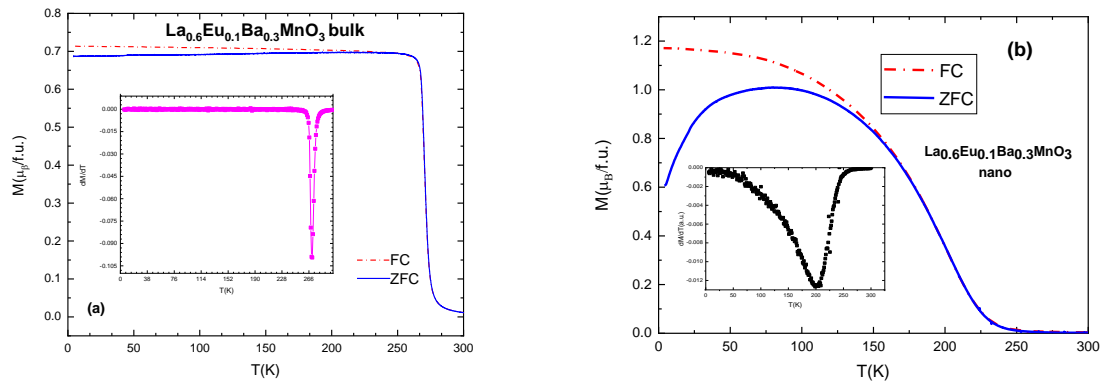 La0.6Eu0.1Ba0.3MnO3 bulk
0.8
0.7
0.6
0.5
0.4
0.3
0.2
0.1
0.0
M(μβ/f.u.)
0.000
-0.015
-0.030
-0.045
-0.060
-0.075
-0.090
-0.105
dM/dT
38 76 114 152 190 228 266
T(K)
FC
ZFC
(a)
0 50 100 150 200 250 300
T(K)
(b)
1.2
1.0
0.8
0.6
0.4
0.2
0.0
M(μB/f.u.)
FC
ZFC
La0.6Eu0.1Ba0.3MnO3
nano
0.000
-0.002
-0.004
-0.006
-0.008
-0.010
-0.012
dM/dT(a.u.)
0 50 100 150 200 250 300
T(K)
0 50 100 150 200 250 300
T(K)